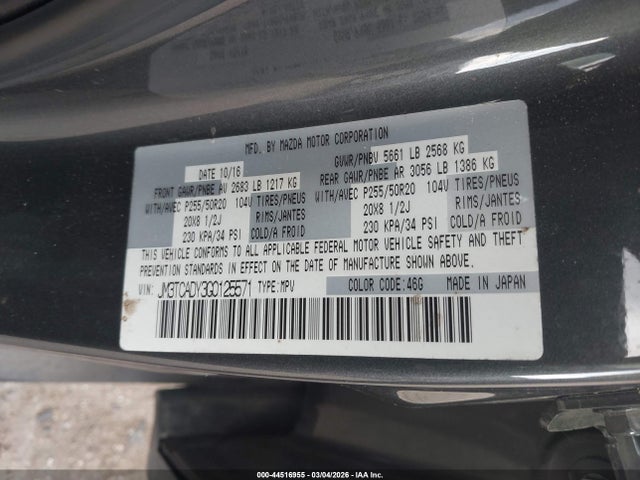 MFD. BY MAZDA MOTOR CORPORATION
DATE 10/16 GVWR/PNBV 5661 LB 2568 KG
FRONT GAWR/PNBE AV 2683 LB 1217 KG REAR GAWR/PNBE AR 3056 LB 1386 KG
WITH/AVEC P255/50R20 104V TIRES/PNEUS WITH/AVEC P255/50R20 104V TIRES/PNEUS
20X8 1/2J RIMS/JANTES 20X8 1/2J RIMS/JANTES
230 KPA/34 PSI COLD/A FROID 230 KPA/34 PSI COLD/A FROID
THIS VEHICLE CONFORMS TO ALL APPLICABLE FEDERAL MOTOR VEHICLE SAFETY AND THEFT
PREVENTION STANDARDS IN EFFECT ON THE DATE OF MANUFACTURE SHOWN ABOVE.
VIN: JM3TCADY3G0125571 TYPE:MPV COLOR CODE:46G MADE IN JAPAN
000-44516955 - 03/04/2026 - IAA Inc.